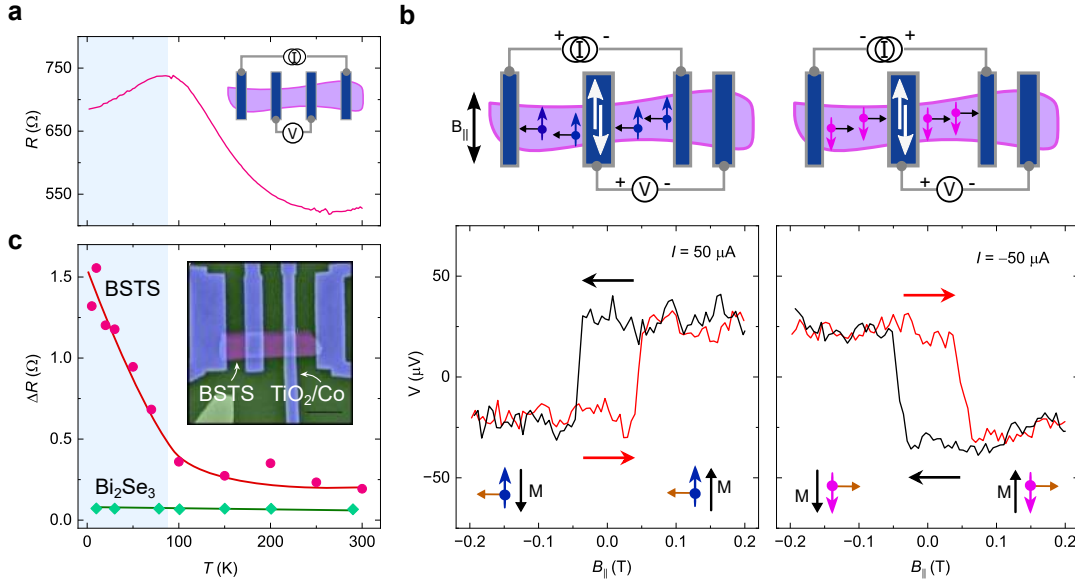 a
750
650
550
R (Ω)
I
V
b
+ I -
B||
+ V -
- I +
+ V -
c
1.5
1.0
0.5
0.0
ΔR (Ω)
BSTS
Bi₂Se₃
BSTS
TiO₂/Co
0 100 200 300
T (K)
50
25
0
−25
−50
V (µV)
I = 50 µA
M
M
−0.2 −0.1 0.0 0.1 0.2
B|| (T)
I = −50 µA
M
M
−0.2 −0.1 0.0 0.1 0.2
B|| (T)